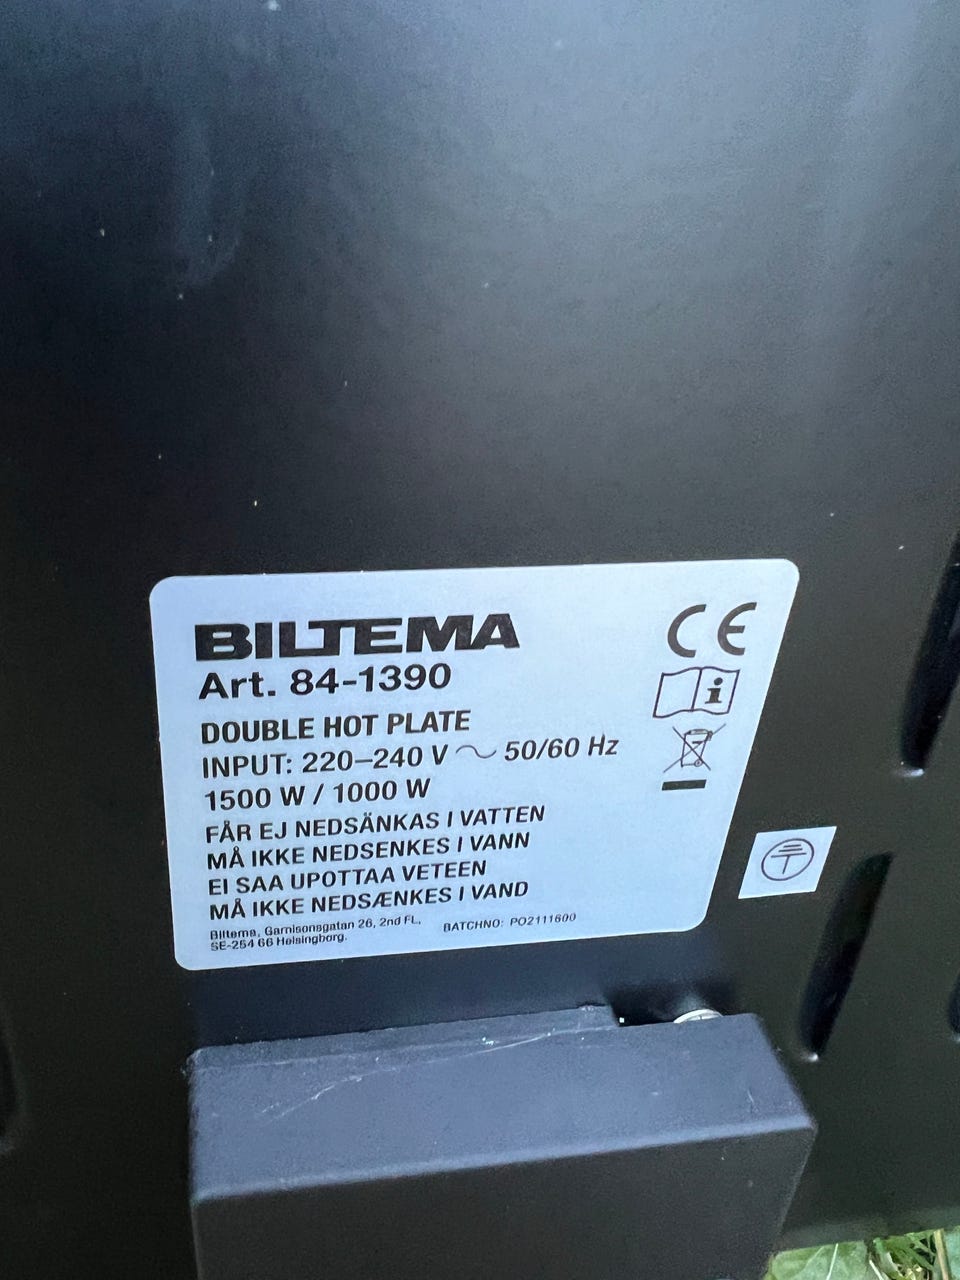 BILTEMA
Art. 84-1390
DOUBLE HOT PLATE
INPUT: 220–240 V ~ 50/60 Hz
1500 W / 1000 W
FÅR EJ NEDSÄNKAS I VATTEN
MÅ IKKE NEDSENKES I VANN
EI SAA UPOTTAA VETEEN
MÅ IKKE NEDSÆNKES I VAND
Biltema, Garnisonsgatan 26, 2nd FL,
SE-254 66 Helsingborg.
BATCHNO: PO2111600
CE
i